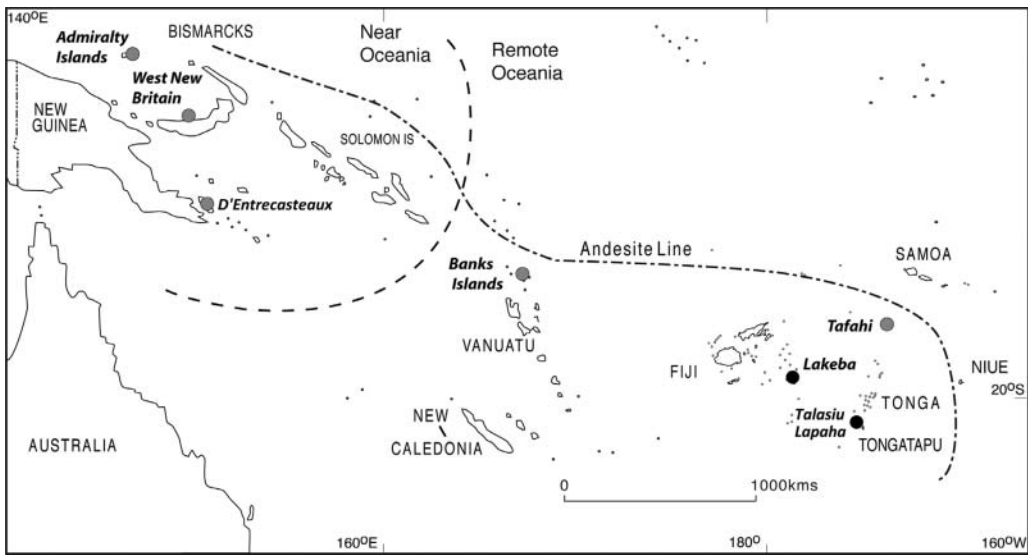 140°E
BISMARCKS
Near
Oceania
Remote
Oceania
Admiralty
Islands
West New
Britain
NEW
GUINEA
SOLOMON IS
D'Entrecasteaux
Andesite Line
SAMOA
Banks
Islands
VANUATU
Tafahi
FIJI
Lakeba
NIUE
20°S
TONGA
Talasiu
Lapaha
TONGATAPU
NEW
CALEDONIA
AUSTRALIA
0
1000kms
160°E
180°
160°W